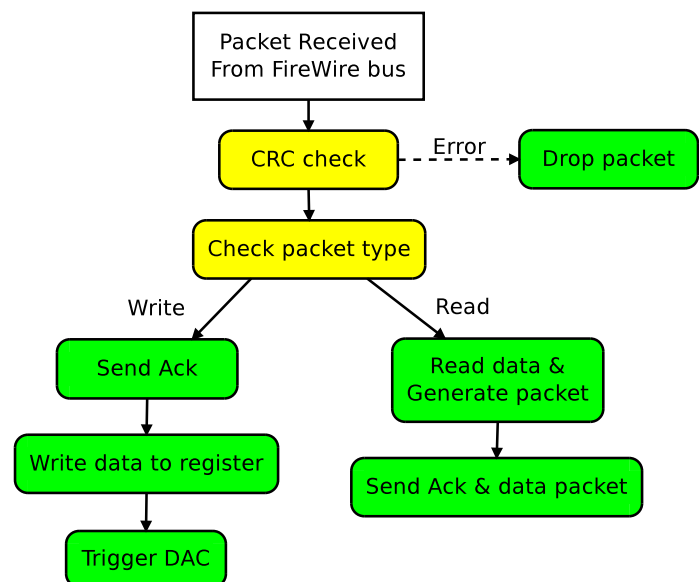 Packet Received
From FireWire bus
CRC check
Error
Drop packet
Check packet type
Write
Read
Send Ack
Read data &
Generate packet
Write data to register
Send Ack & data packet
Trigger DAC